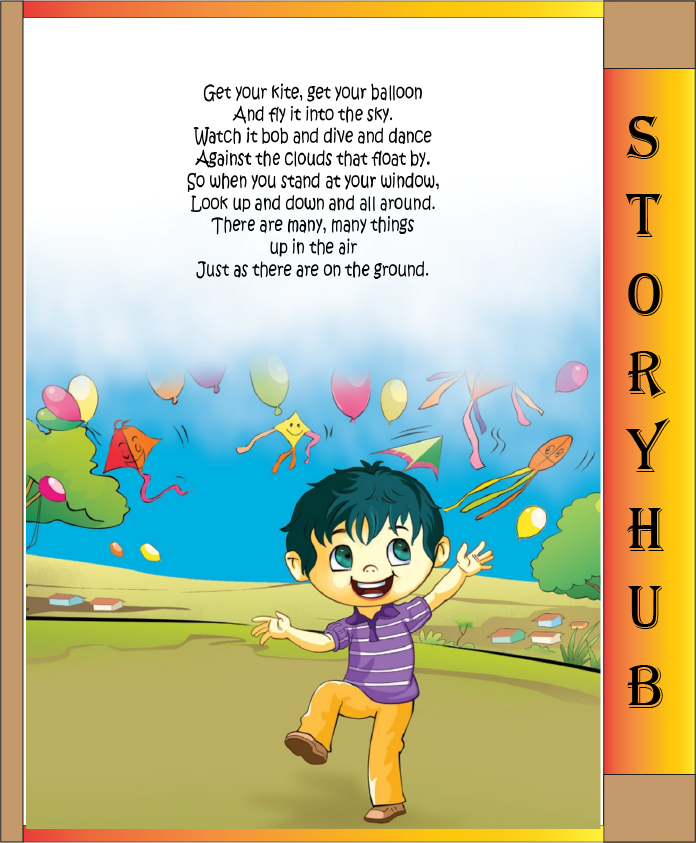 Get your kite, get your balloon
And fly it into the sky.
Watch it bob and dive and dance
Against the clouds that float by.
So when you stand at your window,
Look up and down and all around.
There are many, many things
up in the air
Just as there are on the ground.
STORYHUB